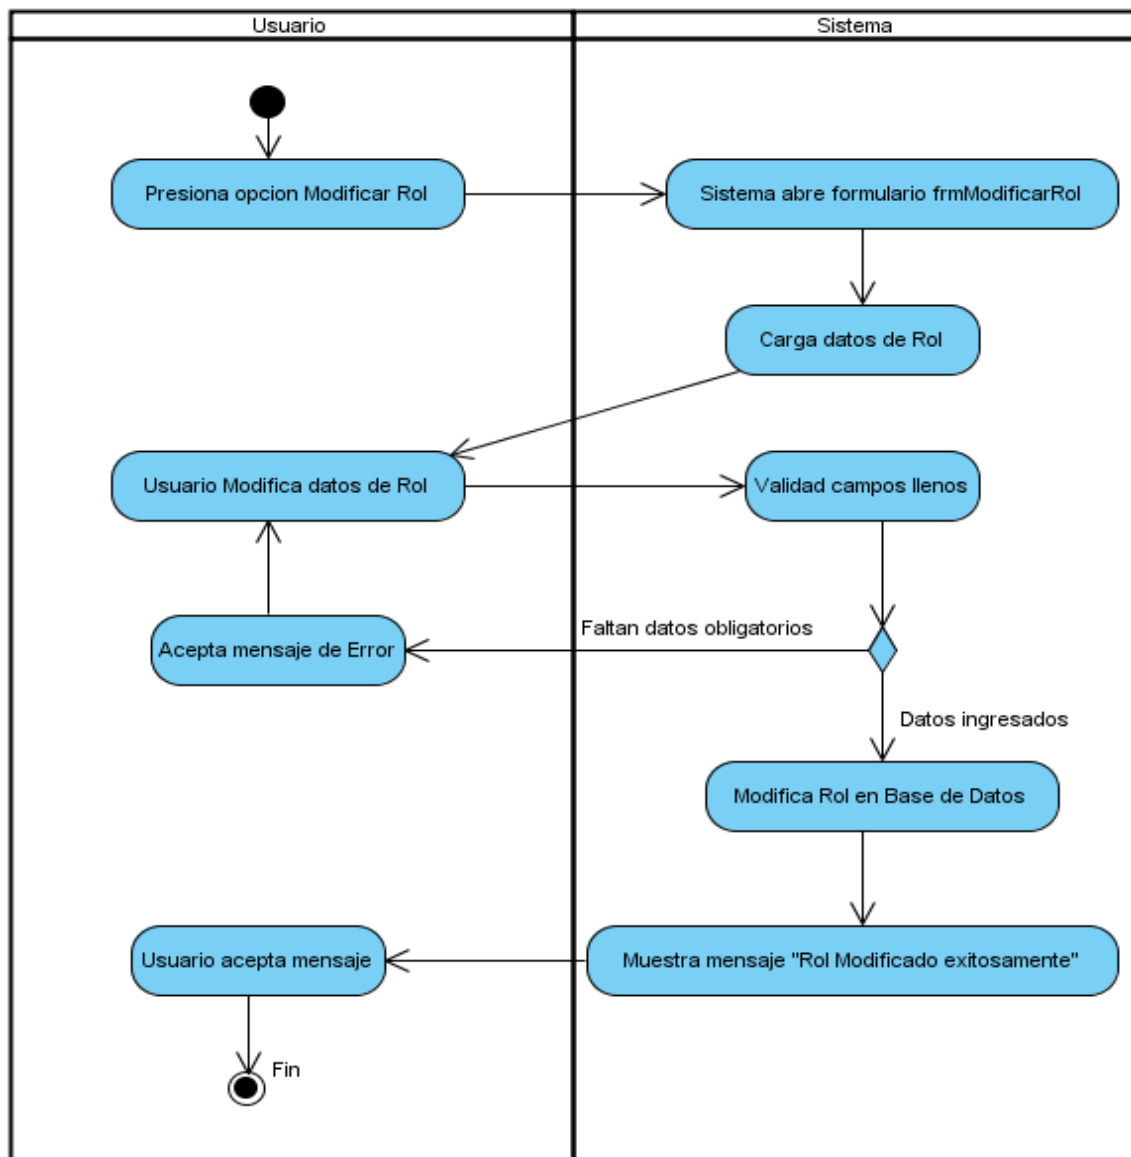 Usuario
Sistema
Presiona opcion Modificar Rol
Sistema abre formulario frmModificarRol
Carga datos de Rol
Usuario Modifica datos de Rol
Validad campos llenos
Faltan datos obligatorios
Acepta mensaje de Error
Datos ingresados
Modifica Rol en Base de Datos
Usuario acepta mensaje
Muestra mensaje "Rol Modificado exitosamente"
Fin